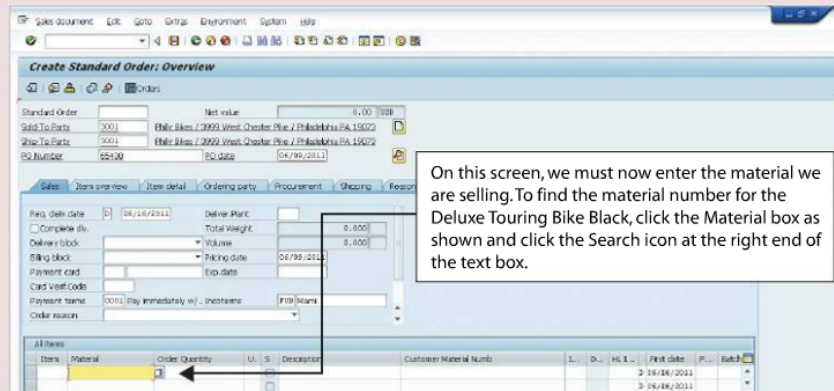 Sales document Edit Goto Extras Environment System Help
Create Standard Order: Overview
Orders
Standard Order Net value 0.00 USD
Sold-To Party 3001 Philly Bikes / 3999 West Chester Pike / Philadelphia PA 19073
Ship-To Party 3001 Philly Bikes / 3999 West Chester Pike / Philadelphia PA 19073
PO Number 65430 PO date 06/09/2011
Sales Item overview Item detail Ordering party Procurement Shipping Reason
On this screen, we must now enter the material we
are selling. To find the material number for the
Deluxe Touring Bike Black, click the Material box as
shown and click the Search icon at the right end of
the text box.
Req. deliv.date D 06/16/2011 Deliver.Plant
Complete dlv. Total Weight 0.000
Delivery block Volume 0.000
Billing block Pricing date 06/09/2011
Payment card Exp.date
Card Verif.Code
Payment terms 0001 Pay immediately w/... Incoterms FOB Miami
Order reason
All items
Item Material Order Quantity U. S Description Customer Material Numb I... D... HL I... First date P... Batch
D 06/16/2011
D 06/16/2011